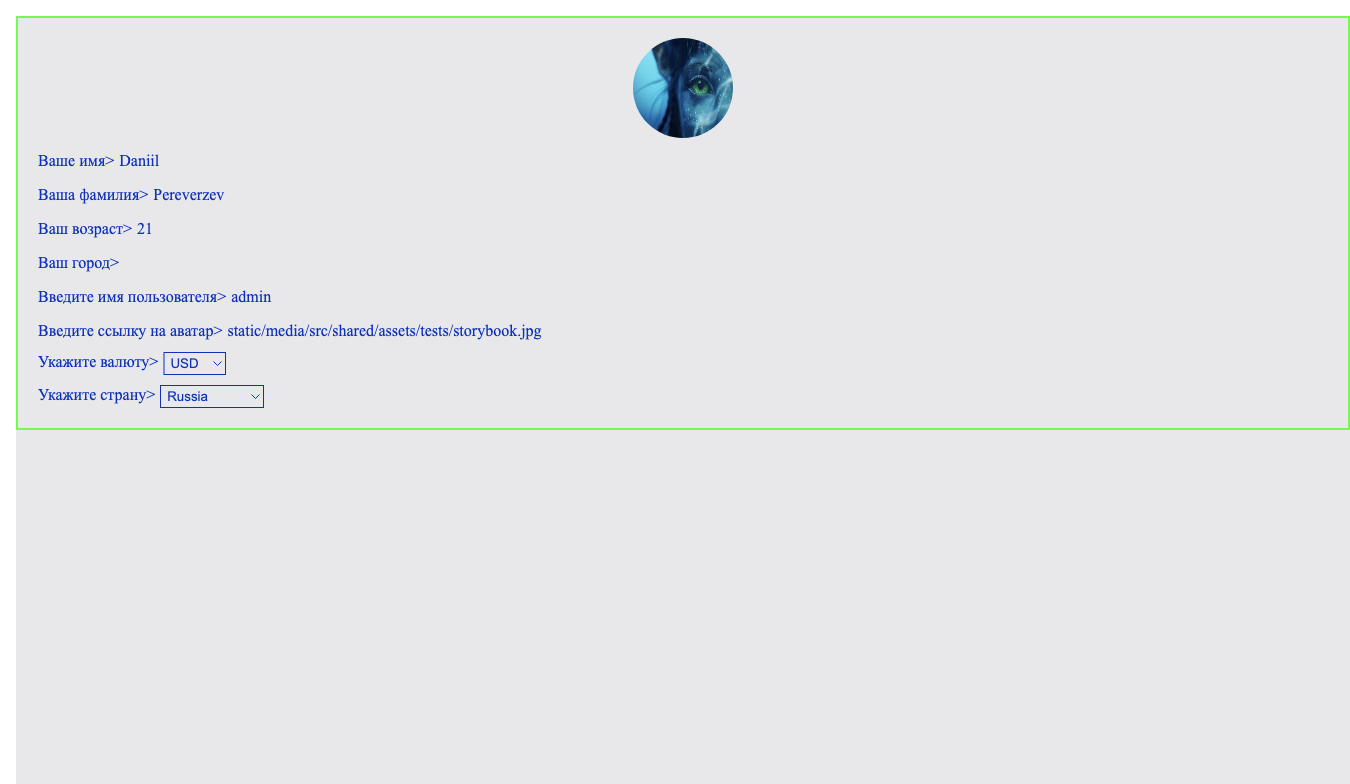 Ваше имя> Daniil
Ваша фамилия> Pereverzev
Ваш возраст> 21
Ваш город>
Введите имя пользователя> admin
Введите ссылку на аватар> static/media/src/shared/assets/tests/storybook.jpg
Укажите валюту> USD
Укажите страну> Russia